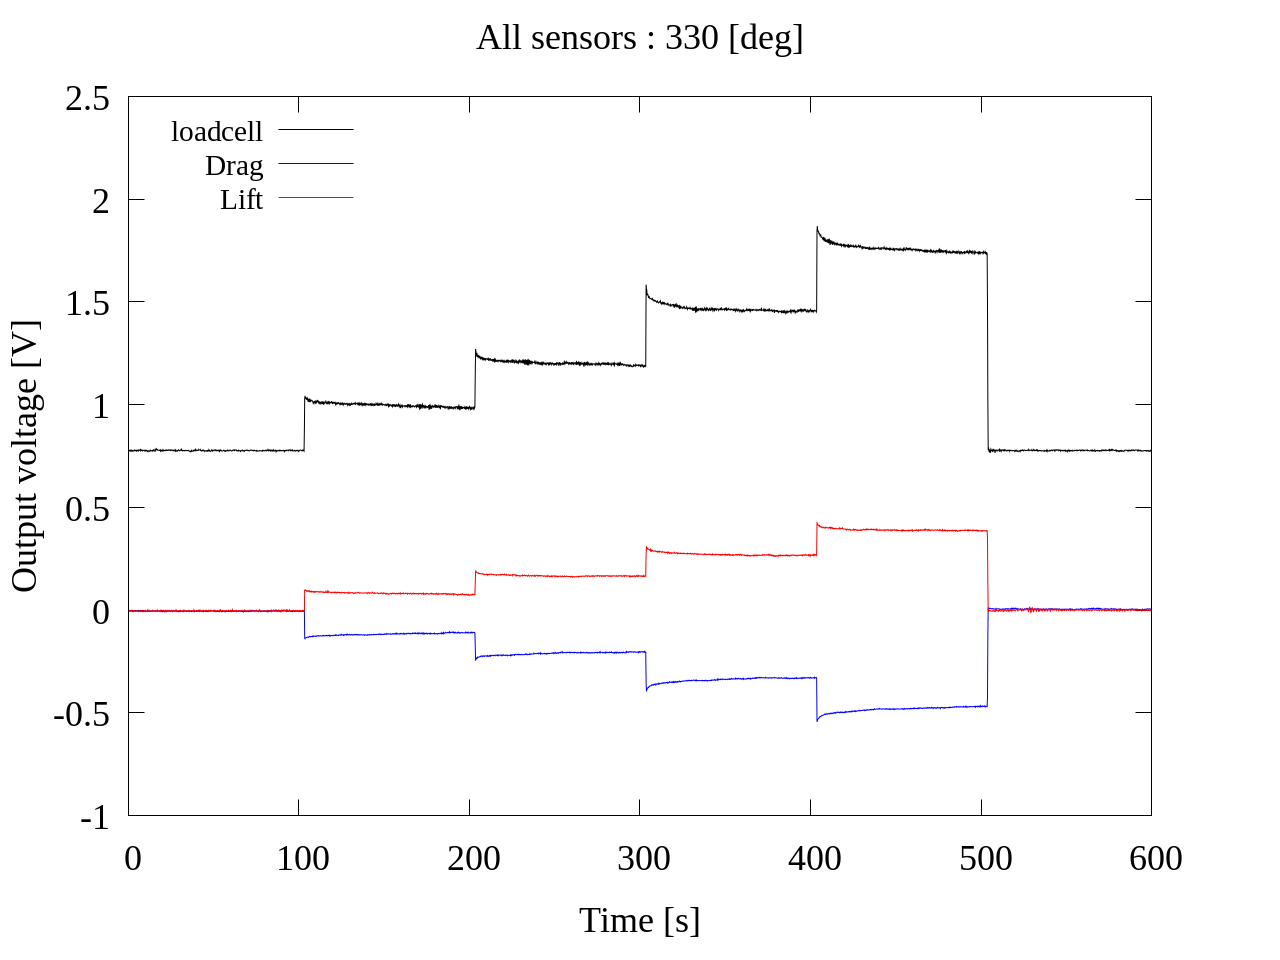 All sensors : 330 [deg]
2.5
loadcell
Drag
Lift
2
1.5
1
0.5
0
-0.5
-1
Output voltage [V]
0 100 200 300 400 500 600
Time [s]